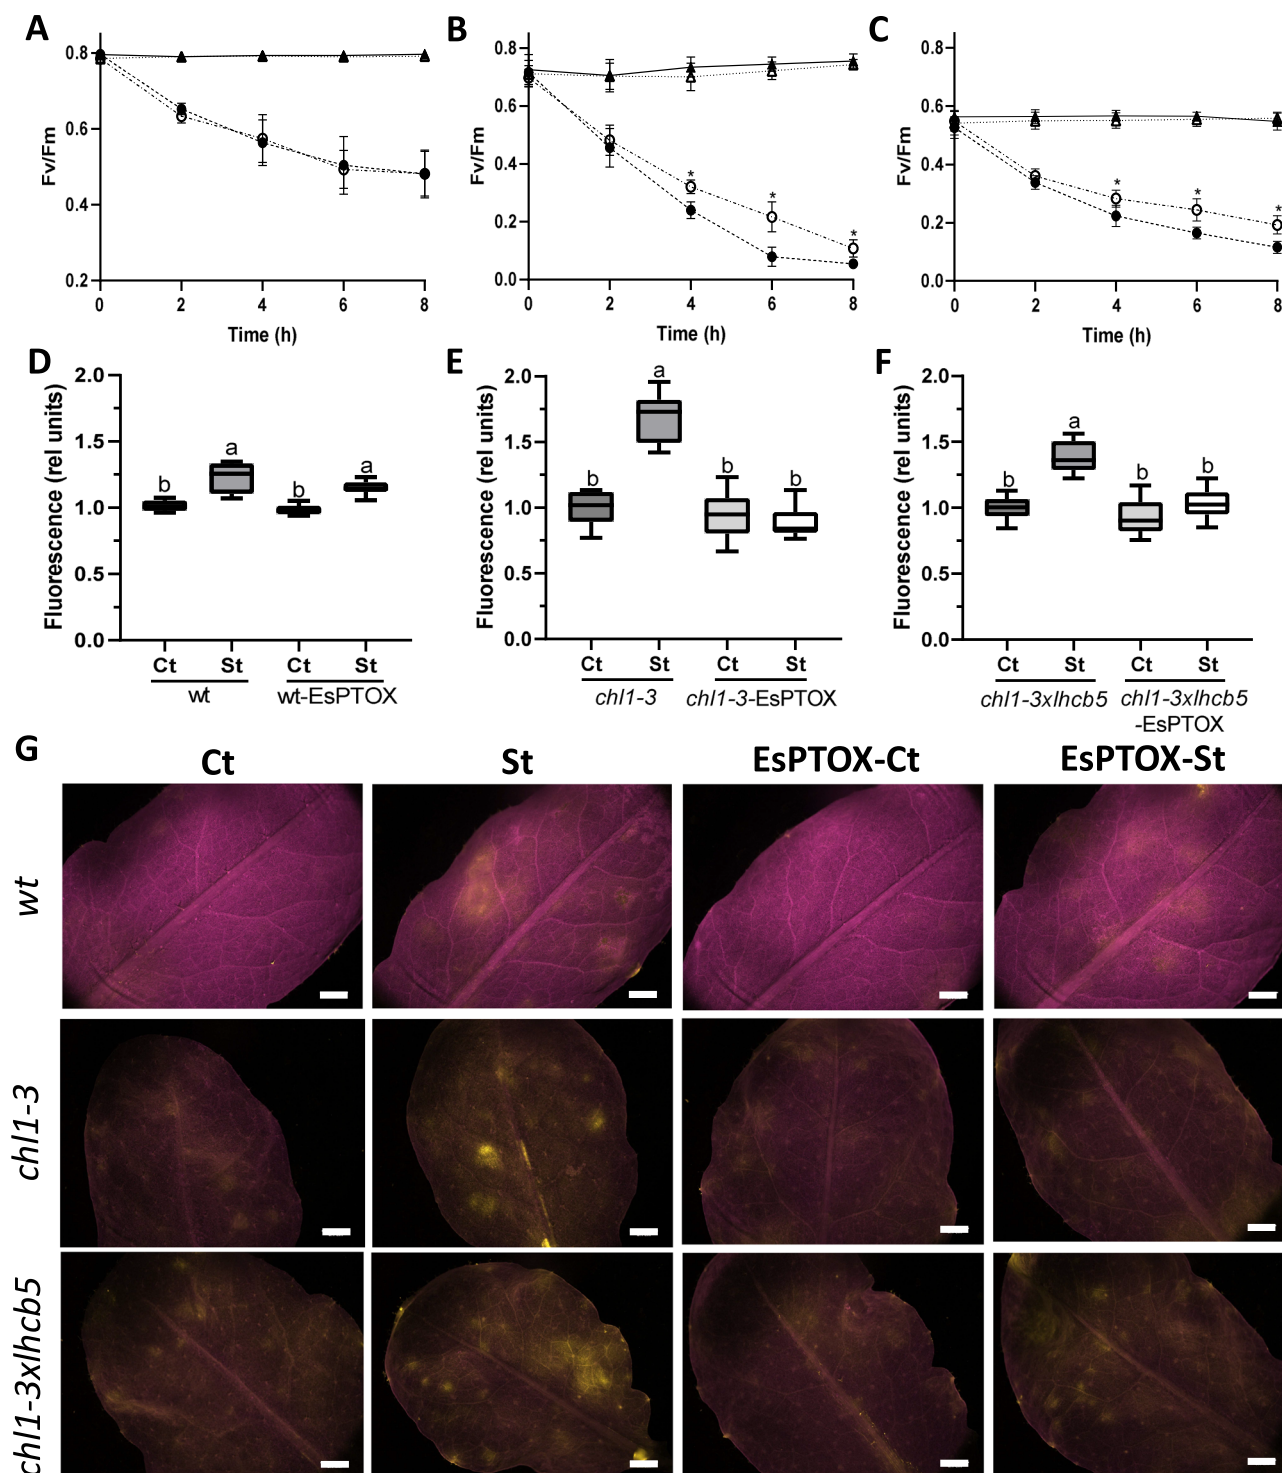 A
B
C
0.8
0.6
0.4
0.2
Fv/Fm
0
2
4
6
8
Time (h)
0.8
0.6
0.4
0.2
0.0
Fv/Fm
*
*
*
0
2
4
6
8
Time (h)
0.8
0.6
0.4
0.2
0.0
Fv/Fm
*
*
*
0
2
4
6
8
Time (h)
D
E
F
2.0
1.5
1.0
0.5
0.0
Fluorescence (rel units)
b
a
b
a
Ct
St
Ct
St
wt
wt-EsPTOX
2.0
1.5
1.0
0.5
0.0
Fluorescence (rel units)
b
a
b
b
Ct
St
Ct
St
chl1-3
chl1-3-EsPTOX
2.0
1.5
1.0
0.5
0.0
Fluorescence (rel units)
b
a
b
b
Ct
St
Ct
St
chl1-3xlhcb5
chl1-3xlhcb5
-EsPTOX
G
Ct
St
EsPTOX-Ct
EsPTOX-St
wt
chl1-3
chl1-3xlhcb5